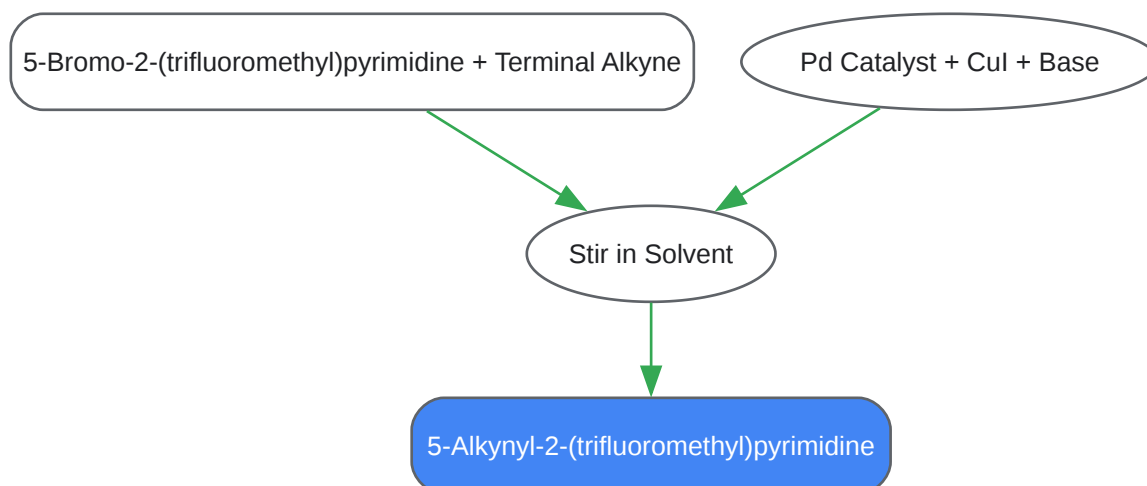 5-Bromo-2-(trifluoromethyl)pyrimidine + Terminal Alkyne
Pd Catalyst + CuI + Base
Stir in Solvent
5-Alkynyl-2-(trifluoromethyl)pyrimidine